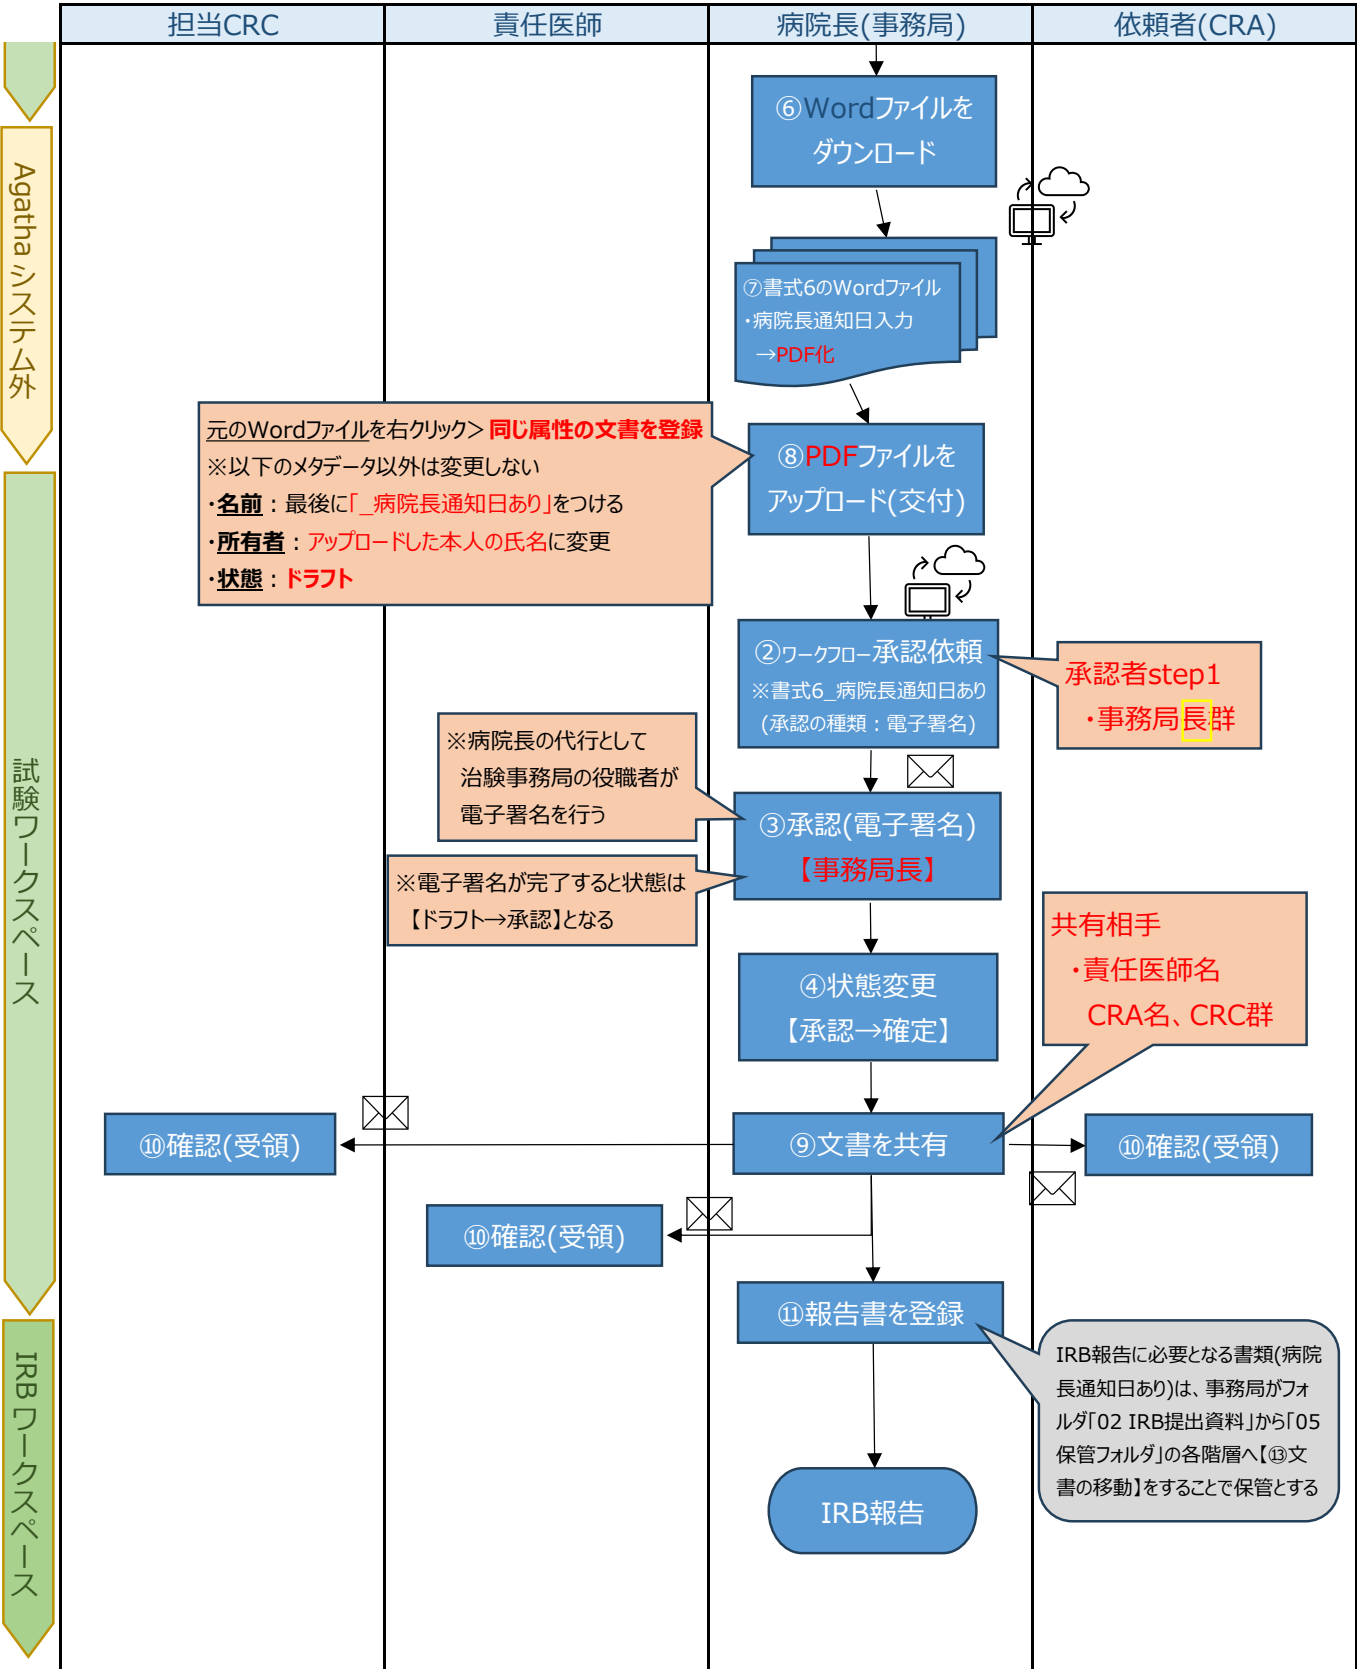 担当CRC
責任医師
病院長(事務局)
依頼者(CRA)
⑥Wordファイルを
ダウンロード
Agatha システム外
⑦書式6のWordファイル
・病院長通知日入力
→PDF化
元のWordファイルを右クリック＞同じ属性の文書を登録
※以下のメタデータ以外は変更しない
・名前：最後に「_病院長通知日あり」をつける
・所有者：アップロードした本人の氏名に変更
・状態：ドラフト
⑧PDFファイルを
アップロード(交付)
②ワークフロー承認依頼
※書式6_病院長通知日あり
(承認の種類：電子署名)
承認者step1
・事務局長群
※病院長の代行として
治験事務局の役職者が
電子署名を行う
③承認(電子署名)
【事務局長】
※電子署名が完了すると状態は
【ドラフト→承認】となる
試験ワークスペース
共有相手
・責任医師名
CRA名、CRC群
④状態変更
【承認→確定】
⑩確認(受領)
⑨文書を共有
⑩確認(受領)
⑩確認(受領)
⑪報告書を登録
IRB報告に必要となる書類(病院
長通知日あり)は、事務局がフォ
ルダ「02 IRB提出資料」から「05
保管フォルダ」の各階層へ【⑬文
書の移動】をすることで保管とする
IRB ワークスペース
IRB報告